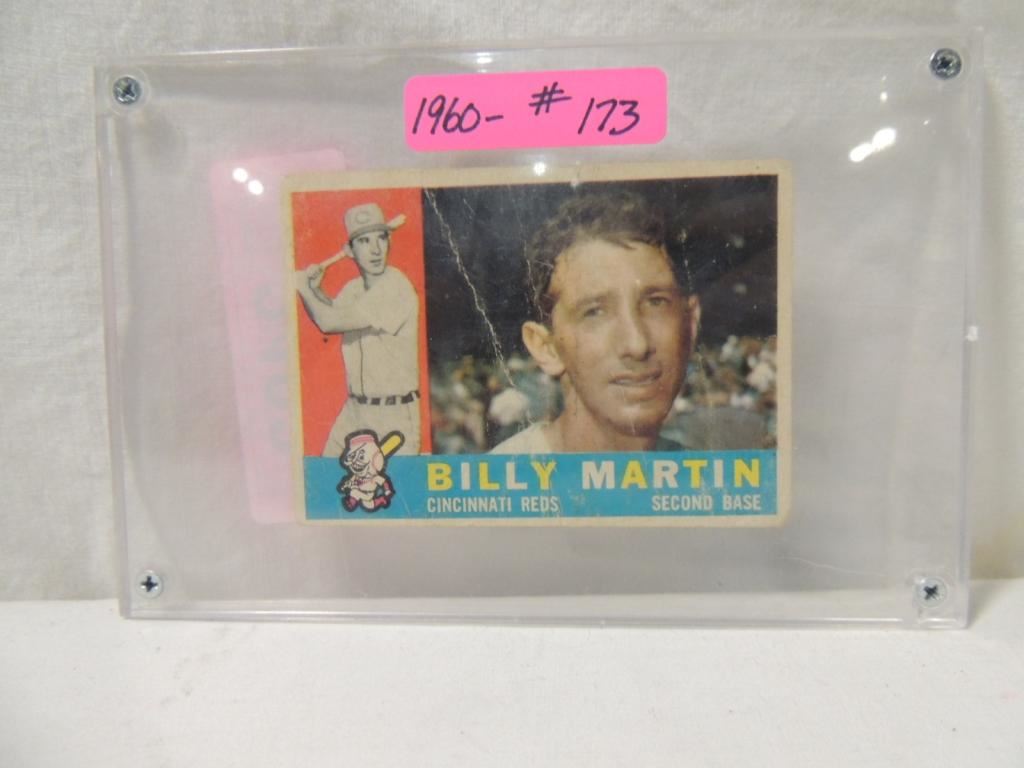 1960- # 173
C
BILLY MARTIN
CINCINNATI REDS SECOND BASE